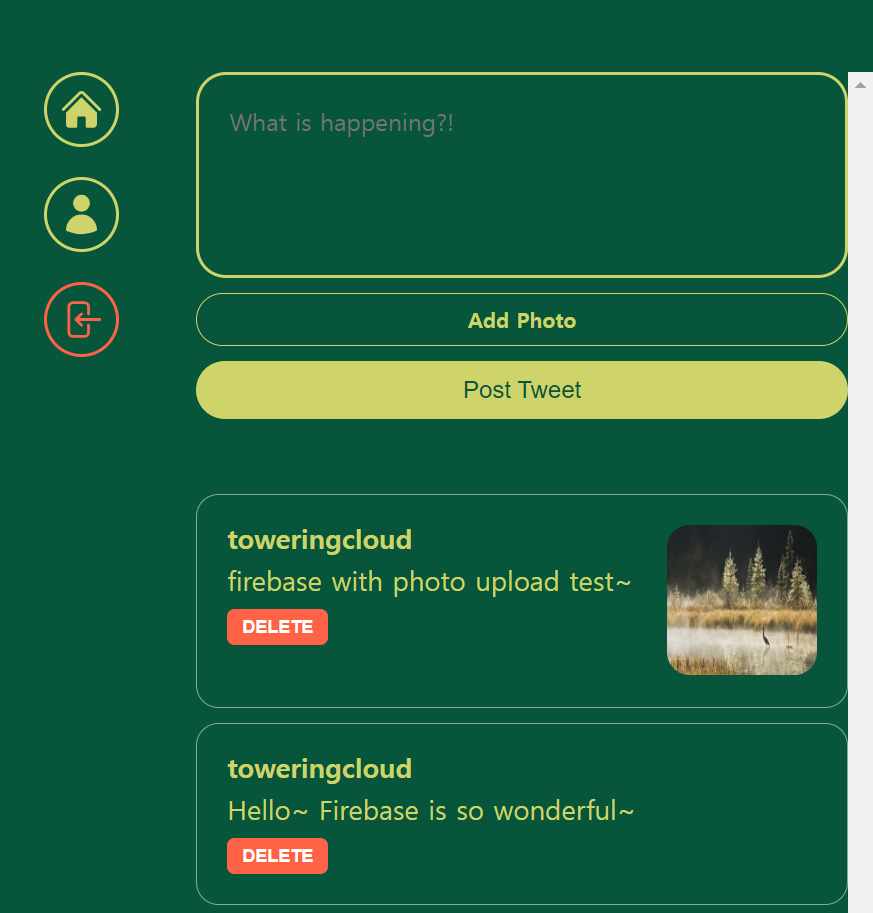 What is happening?!
Add Photo
Post Tweet
toweringcloud
firebase with photo upload test~
DELETE
toweringcloud
Hello~ Firebase is so wonderful~
DELETE